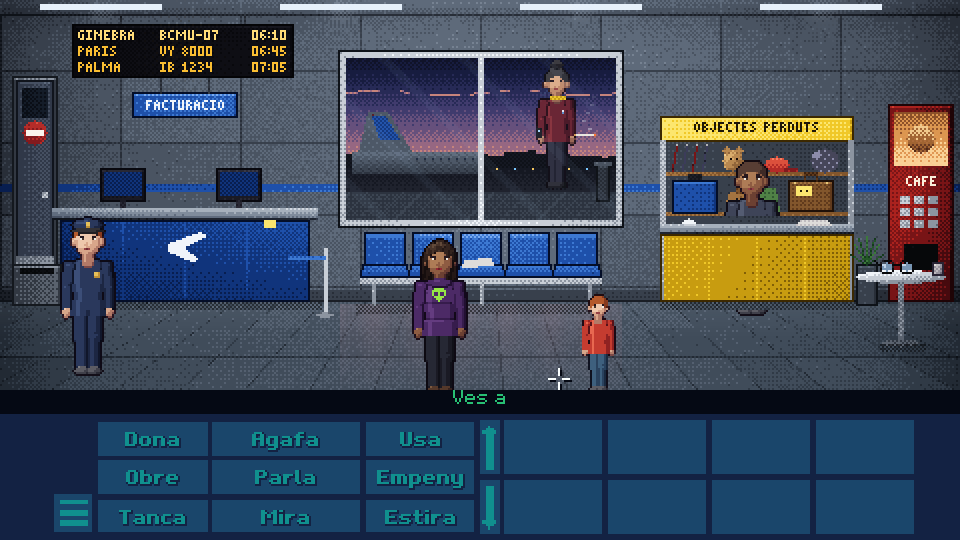 GINEBRA BCMU-07 06:10
PARIS VY 8000 06:45
PALMA IB 1234 07:05
FACTURACIO
OBJECTES PERDUTS
CAFE
Ves a
Dona Agafa Usa
Obre Parla Empeny
Tanca Mira Estira